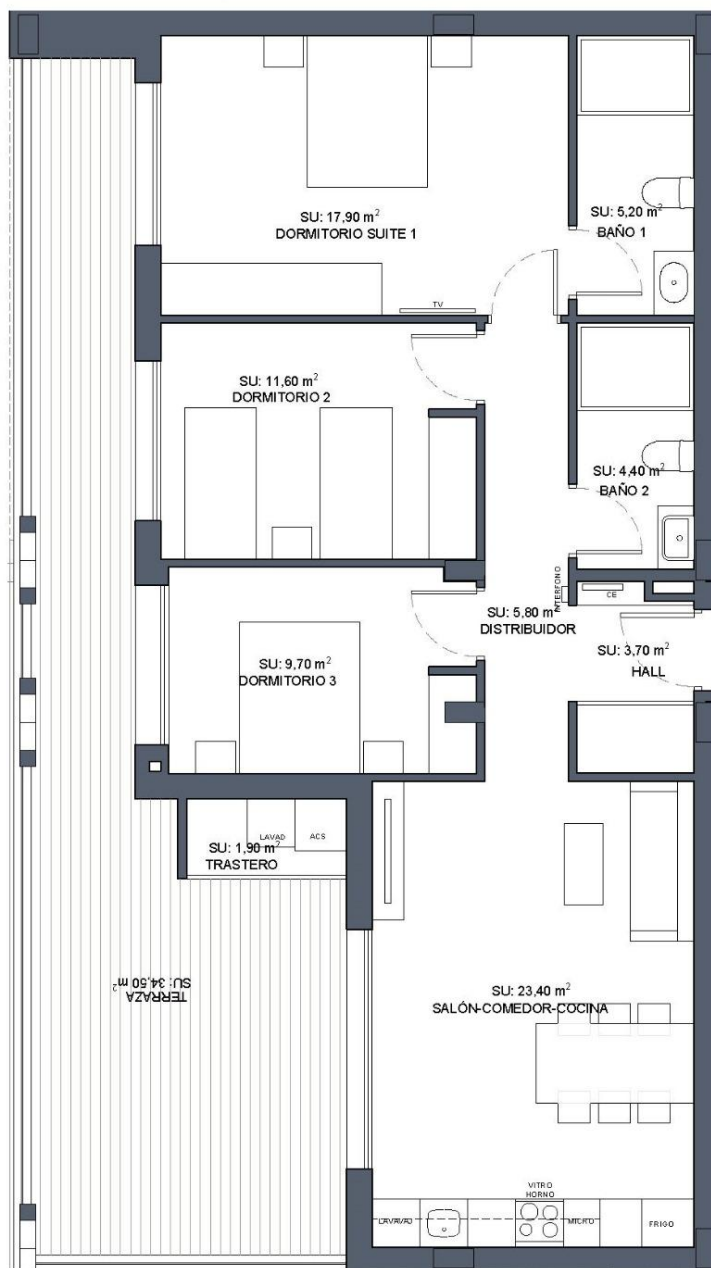 SU: 17,90 m²
DORMITORIO SUITE 1
SU: 5,20 m²
BAÑO 1
TV
SU: 11,60 m²
DORMITORIO 2
SU: 4,40 m²
BAÑO 2
INTERFONO
CE
SU: 5,80 m²
DISTRIBUIDOR
SU: 3,70 m²
HALL
SU: 9,70 m²
DORMITORIO 3
LAVAD
ACS
SU: 1,90 m²
TRASTERO
TERRAZA
SU: 34,50 m²
SU: 23,40 m²
SALÓN-COMEDOR-COCINA
VITRO
HORNO
LAVAVAJ
MICRO
FRIGO